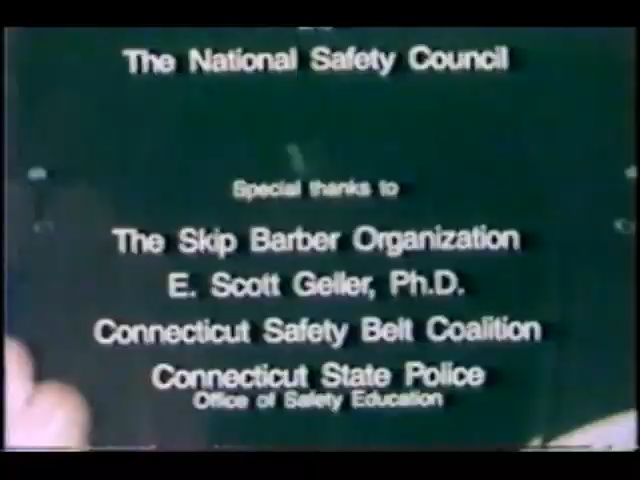 The National Safety Council
Special thanks to
The Skip Barber Organization
E. Scott Geller, Ph.D.
Connecticut Safety Belt Coalition
Connecticut State Police
Office of Safety Education